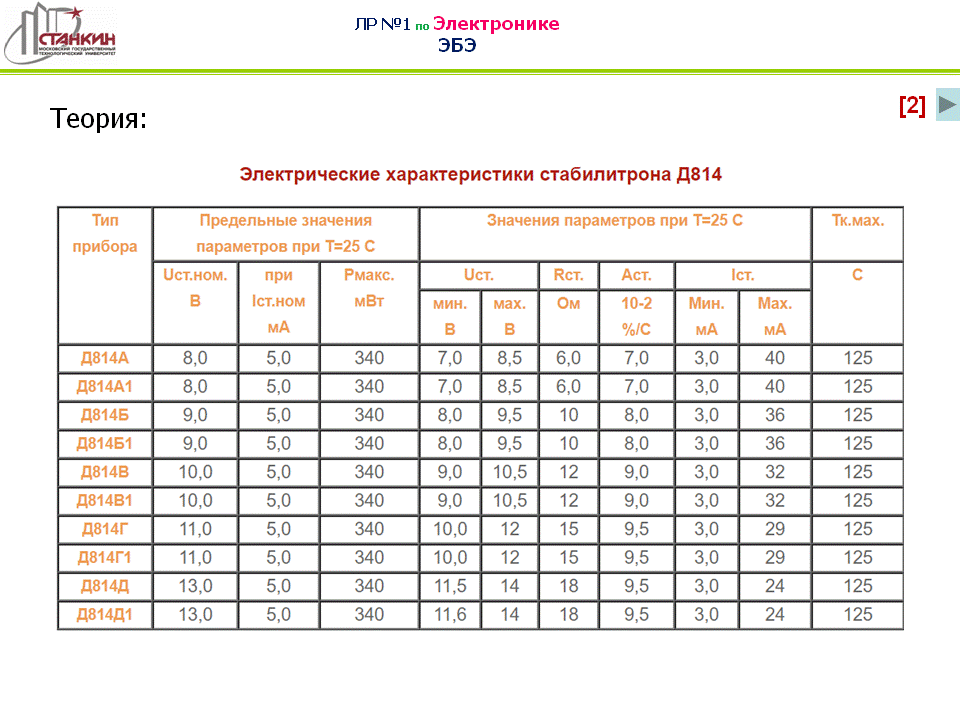 СТАНКИН
МОСКОВСКИЙ ГОСУДАРСТВЕННЫЙ
ТЕХНОЛОГИЧЕСКИЙ УНИВЕРСИТЕТ
ЛР №1 по Электронике
ЭБЭ
[2]
Теория:
Электрические характеристики стабилитрона Д814
Тип прибора Предельные значения параметров при Т=25 С Значения параметров при Т=25 С Тк.мах.
Uст.ном. В при Iст.ном мА Рмакс. мВт Uст. Rст. Аст. Iст. С
мин. В мах. В Ом 10-2 %/С Мин. мА Мах. мА
Д814А 8,0 5,0 340 7,0 8,5 6,0 7,0 3,0 40 125
Д814А1 8,0 5,0 340 7,0 8,5 6,0 7,0 3,0 40 125
Д814Б 9,0 5,0 340 8,0 9,5 10 8,0 3,0 36 125
Д814Б1 9,0 5,0 340 8,0 9,5 10 8,0 3,0 36 125
Д814В 10,0 5,0 340 9,0 10,5 12 9,0 3,0 32 125
Д814В1 10,0 5,0 340 9,0 10,5 12 9,0 3,0 32 125
Д814Г 11,0 5,0 340 10,0 12 15 9,5 3,0 29 125
Д814Г1 11,0 5,0 340 10,0 12 15 9,5 3,0 29 125
Д814Д 13,0 5,0 340 11,5 14 18 9,5 3,0 24 125
Д814Д1 13,0 5,0 340 11,6 14 18 9,5 3,0 24 125